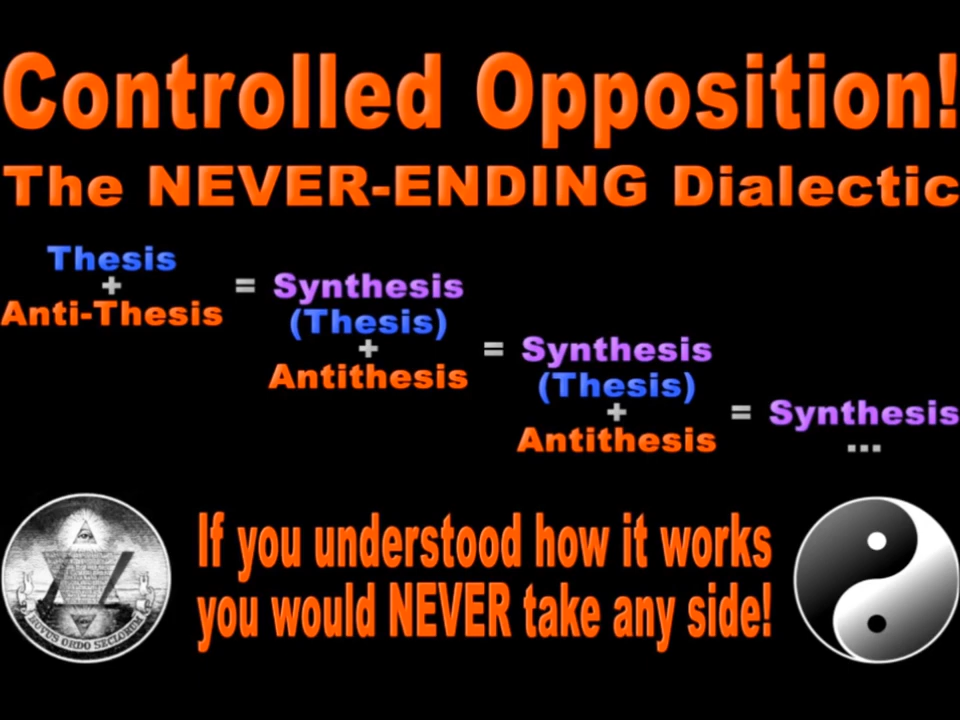 Controlled Opposition!
The NEVER-ENDING Dialectic
Thesis
+
Anti-Thesis
= Synthesis
(Thesis)
+
Antithesis
= Synthesis
(Thesis)
+
Antithesis
= Synthesis
...
If you understood how it works
you would NEVER take any side!
NOVUS ORDO SECLORUM